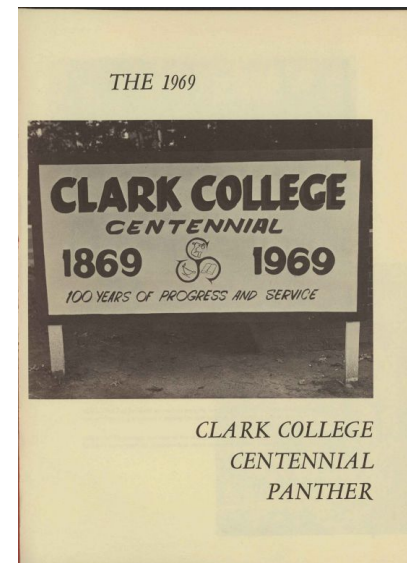 THE 1969
CLARK COLLEGE
CENTENNIAL
1869 1969
100 YEARS OF PROGRESS AND SERVICE
CLARK COLLEGE
CENTENNIAL
PANTHER